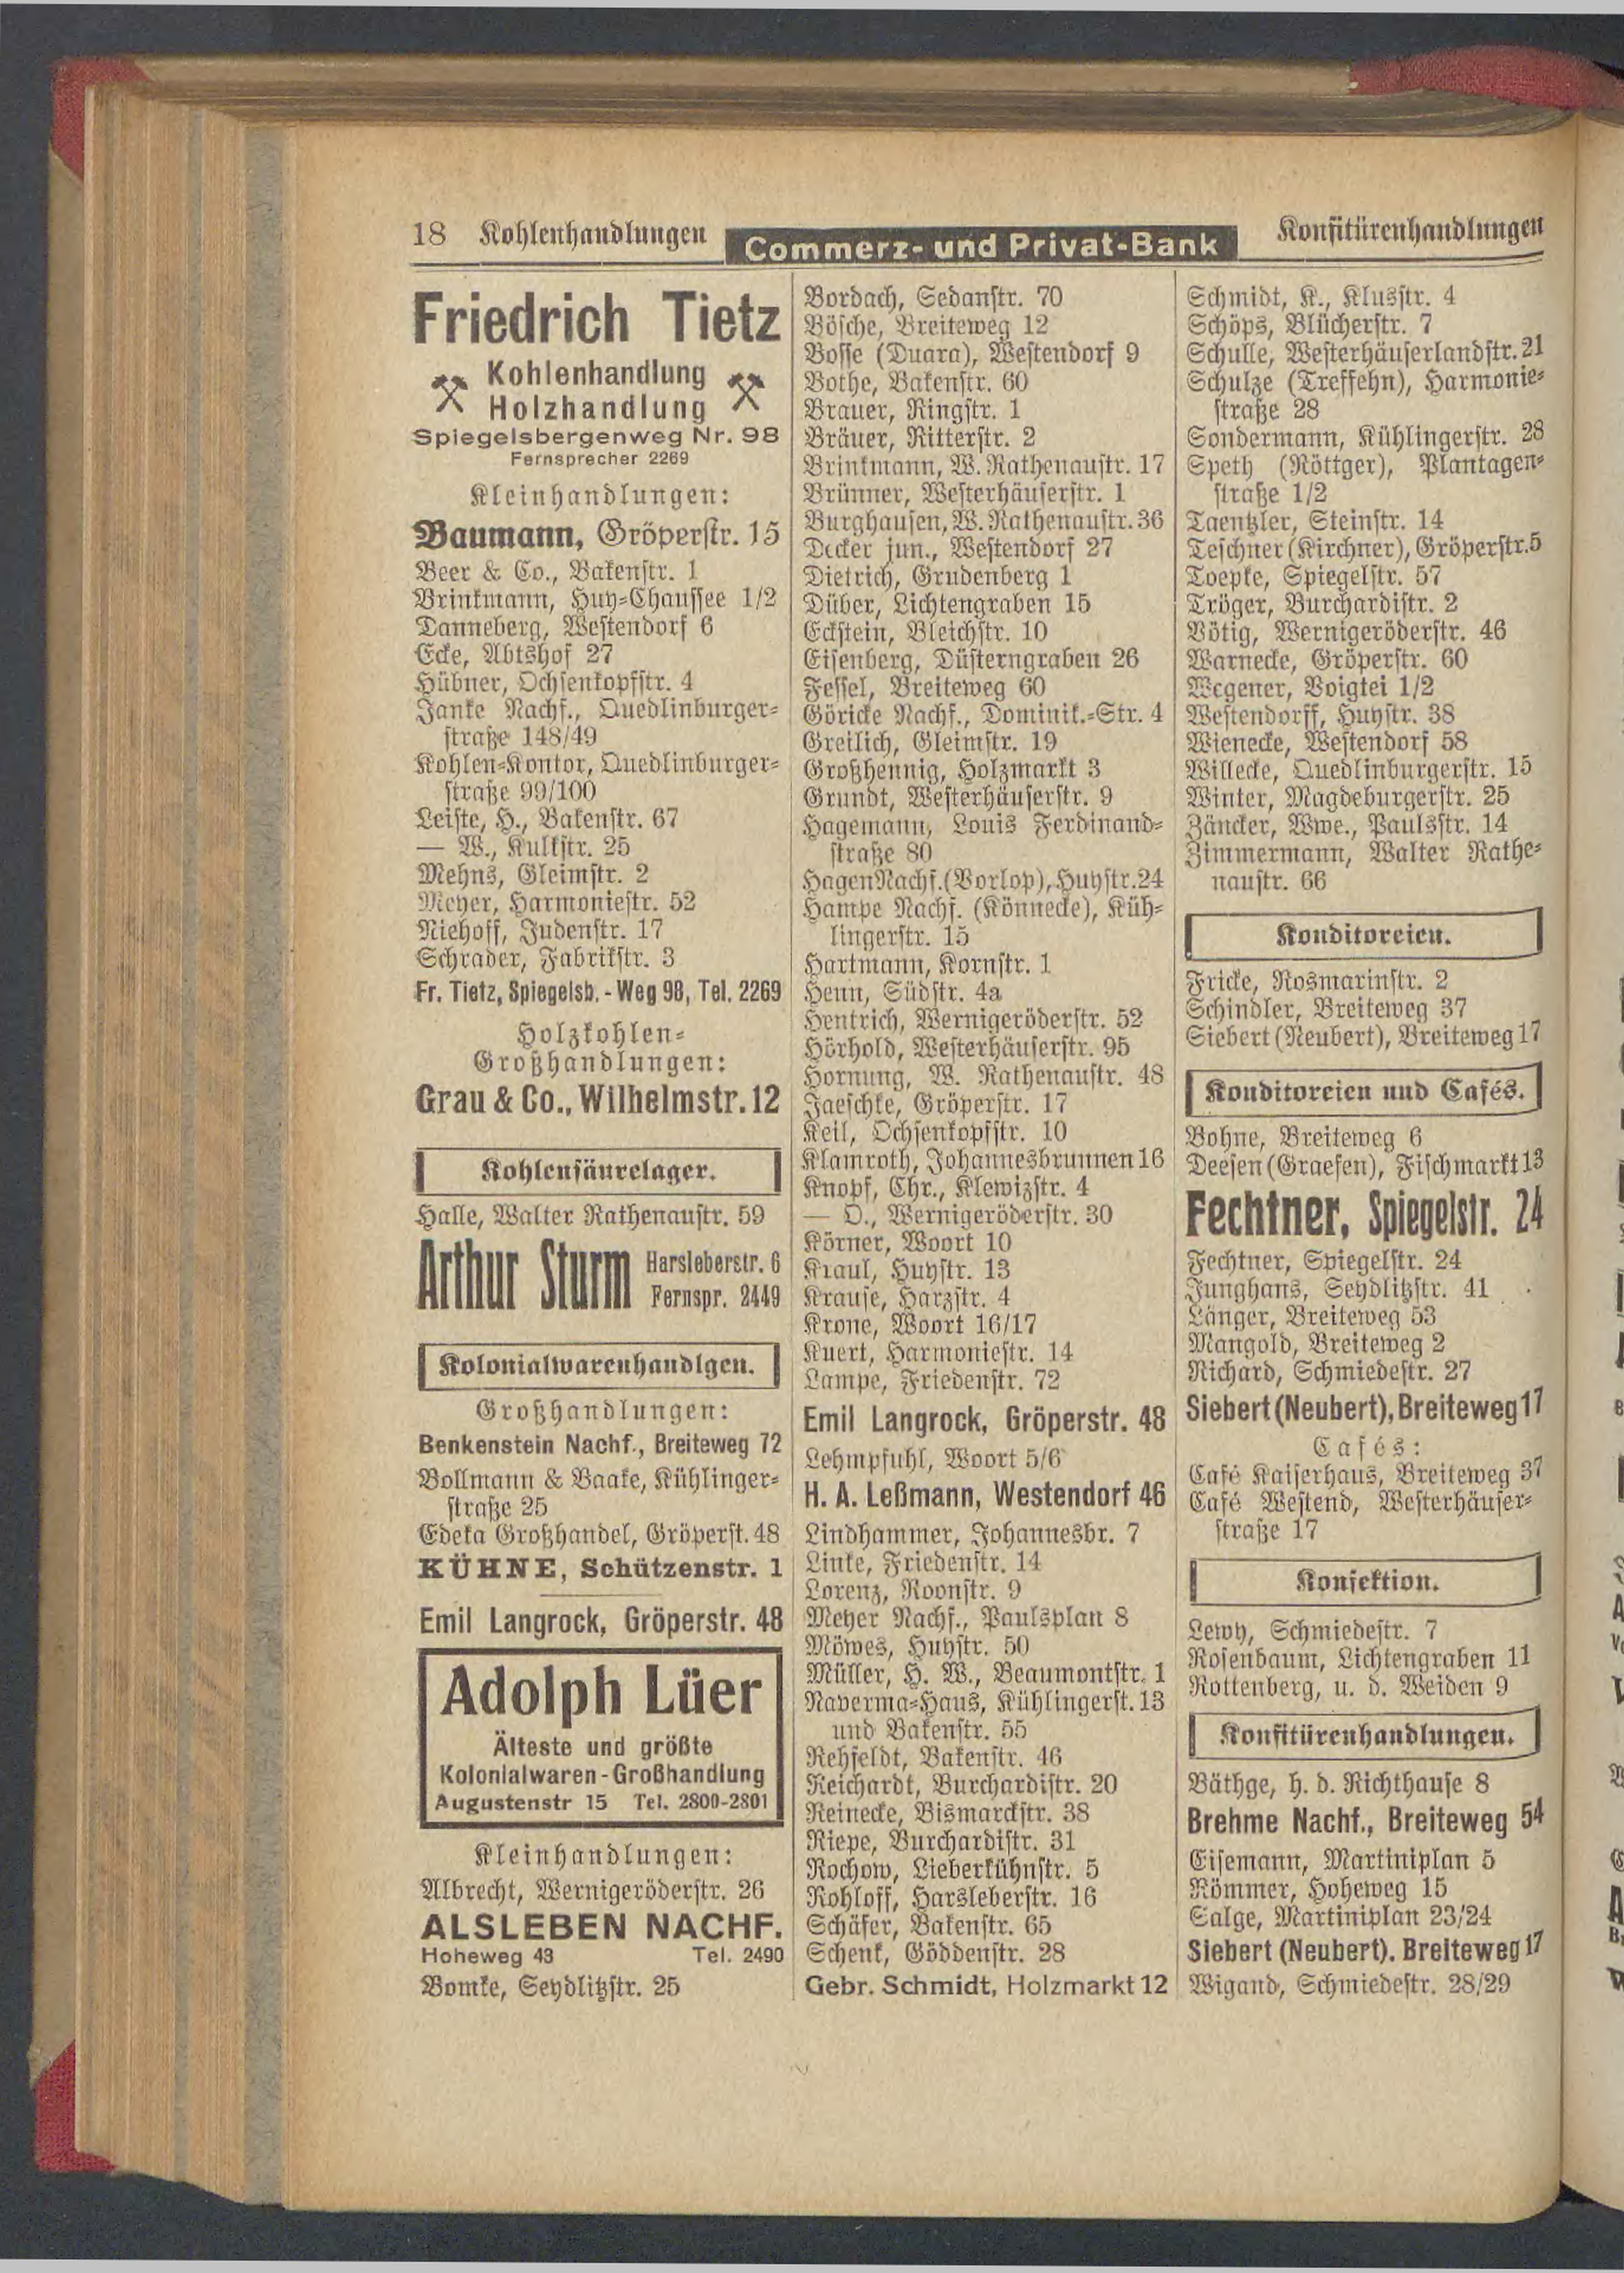 18 Kohlenhandlungen
Commerz- und Privat-Bank
Konfitürenhandlungen
Friedrich Tietz
Kohlenhandlung
Holzhandlung
Spiegelsbergenweg Nr. 98
Fernsprecher 2269
Kleinhandlungen:
Baumann, Gröperstr. 15
Beer & Co., Bakenstr. 1
Brinkmann, Huy-Chaussee 1/2
Danneberg, Westendorf 6
Ecke, Abtshof 27
Hübner, Ochsenkopfstr. 4
Janke Nachf., Quedlinburger-
straße 148/49
Kohlen-Kontor, Quedlinburger-
straße 99/100
Leiste, H., Bakenstr. 67
— W., Kulkstr. 25
Mehns, Gleimstr. 2
Meyer, Harmoniestr. 52
Niehoff, Judenstr. 17
Schrader, Fabrikstr. 3
Fr. Tietz, Spiegelsb.-Weg 98, Tel. 2269
Holzkohlen-
Großhandlungen:
Grau & Co., Wilhelmstr. 12
Kohlensäurelager.
Halle, Walter Rathenaustr. 59
Arthur Sturm Harsleberstr. 6
Fernspr. 2449
Kolonialwarenhandlgen.
Großhandlungen:
Benkenstein Nachf., Breiteweg 72
Bollmann & Baake, Kühlinger-
straße 25
Edeka Großhandel, Gröperst. 48
KÜHNE, Schützenstr. 1
Emil Langrock, Gröperstr. 48
Adolph Lüer
Älteste und größte
Kolonialwaren-Großhandlung
Augustenstr 15 Tel. 2800-2801
Kleinhandlungen:
Albrecht, Wernigeröderstr. 26
ALSLEBEN NACHF.
Hoheweg 43 Tel. 2490
Bomke, Seydlitzstr. 25
Bordach, Sedanstr. 70
Bösche, Breiteweg 12
Bosse (Duara), Westendorf 9
Bothe, Bakenstr. 60
Brauer, Ringstr. 1
Bräuer, Ritterstr. 2
Brinkmann, W. Rathenaustr. 17
Brünner, Westerhäuserstr. 1
Burghausen, W. Rathenaustr. 36
Decker jun., Westendorf 27
Dietrich, Grudenberg 1
Düber, Lichtengraben 15
Eckstein, Bleichstr. 10
Eisenberg, Düsterngraben 26
Fessel, Breiteweg 60
Göricke Nachf., Dominik.-Str. 4
Greilich, Gleimstr. 19
Großhennig, Holzmarkt 3
Grundt, Westerhäuserstr. 9
Hagemann, Louis Ferdinand-
straße 80
Hagen Nachf. (Vorlop), Huystr. 24
Hampe Nachf. (Könnecke), Küh-
lingerstr. 15
Hartmann, Kornstr. 1
Henn, Südstr. 4a
Hentrich, Wernigeröderstr. 52
Hörhold, Westerhäuserstr. 95
Hornung, W. Rathenaustr. 48
Jaeschke, Gröperstr. 17
Keil, Ochsenkopfstr. 10
Klamroth, Johannesbrunnen 16
Knopf, Chr., Klewizstr. 4
— O., Wernigeröderstr. 30
Körner, Woort 10
Kraul, Huystr. 13
Krause, Harzstr. 4
Krone, Woort 16/17
Kuert, Harmoniestr. 14
Lampe, Friedenstr. 72
Emil Langrock, Gröperstr. 48
Lehmpfuhl, Woort 5/6
H. A. Leßmann, Westendorf 46
Lindhammer, Johannesbr. 7
Linke, Friedenstr. 14
Lorenz, Roonstr. 9
Meyer Nachf., Paulsplan 8
Möwes, Huystr. 50
Müller, H. W., Beaumontstr. 1
Naverma-Haus, Kühlingerst. 13
und Bakenstr. 55
Rehfeldt, Bakenstr. 46
Reichardt, Burchardistr. 20
Reinecke, Bismarckstr. 38
Riepe, Burchardistr. 31
Rochow, Lieberkühnstr. 5
Rohloff, Harsleberstr. 16
Schäfer, Bakenstr. 65
Schenk, Göddenstr. 28
Gebr. Schmidt, Holzmarkt 12
Schmidt, K., Klusstr. 4
Schöps, Blücherstr. 7
Schulle, Westerhäuserlandstr. 21
Schulze (Treffehn), Harmonie-
straße 28
Sondermann, Kühlingerstr. 28
Speth (Röttger), Plantagen-
straße 1/2
Taentzler, Steinstr. 14
Teschner (Kirchner), Gröperstr. 5
Toepke, Spiegelstr. 57
Tröger, Burchardistr. 2
Vötig, Wernigeröderstr. 46
Warnecke, Gröperstr. 60
Wegener, Voigtei 1/2
Westendorff, Huystr. 38
Wienecke, Westendorf 58
Willecke, Quedlinburgerstr. 15
Winter, Magdeburgerstr. 25
Zäncker, Wwe., Paulsstr. 14
Zimmermann, Walter Rathe-
naustr. 66
Konditoreien.
Fricke, Rosmarinstr. 2
Schindler, Breiteweg 37
Siebert (Neubert), Breiteweg 17
Konditoreien und Cafés.
Bohne, Breiteweg 6
Deesen (Graefen), Fischmarkt 13
Fechtner, Spiegelstr. 24
Fechtner, Spiegelstr. 24
Junghans, Seydlitzstr. 41
Länger, Breiteweg 53
Mangold, Breiteweg 2
Richard, Schmiedestr. 27
Siebert (Neubert), Breiteweg 17
Cafés:
Café Kaiserhaus, Breiteweg 37
Café Westend, Westerhäuser-
straße 17
Konfektion.
Lewy, Schmiedestr. 7
Rosenbaum, Lichtengraben 11
Rottenberg, u. d. Weiden 9
Konfitürenhandlungen.
Bäthge, h. d. Richthause 8
Brehme Nachf., Breiteweg 54
Eisemann, Martiniplan 5
Römmer, Hoheweg 15
Salge, Martiniplan 23/24
Siebert (Neubert). Breiteweg 17
Wigand, Schmiedestr. 28/29